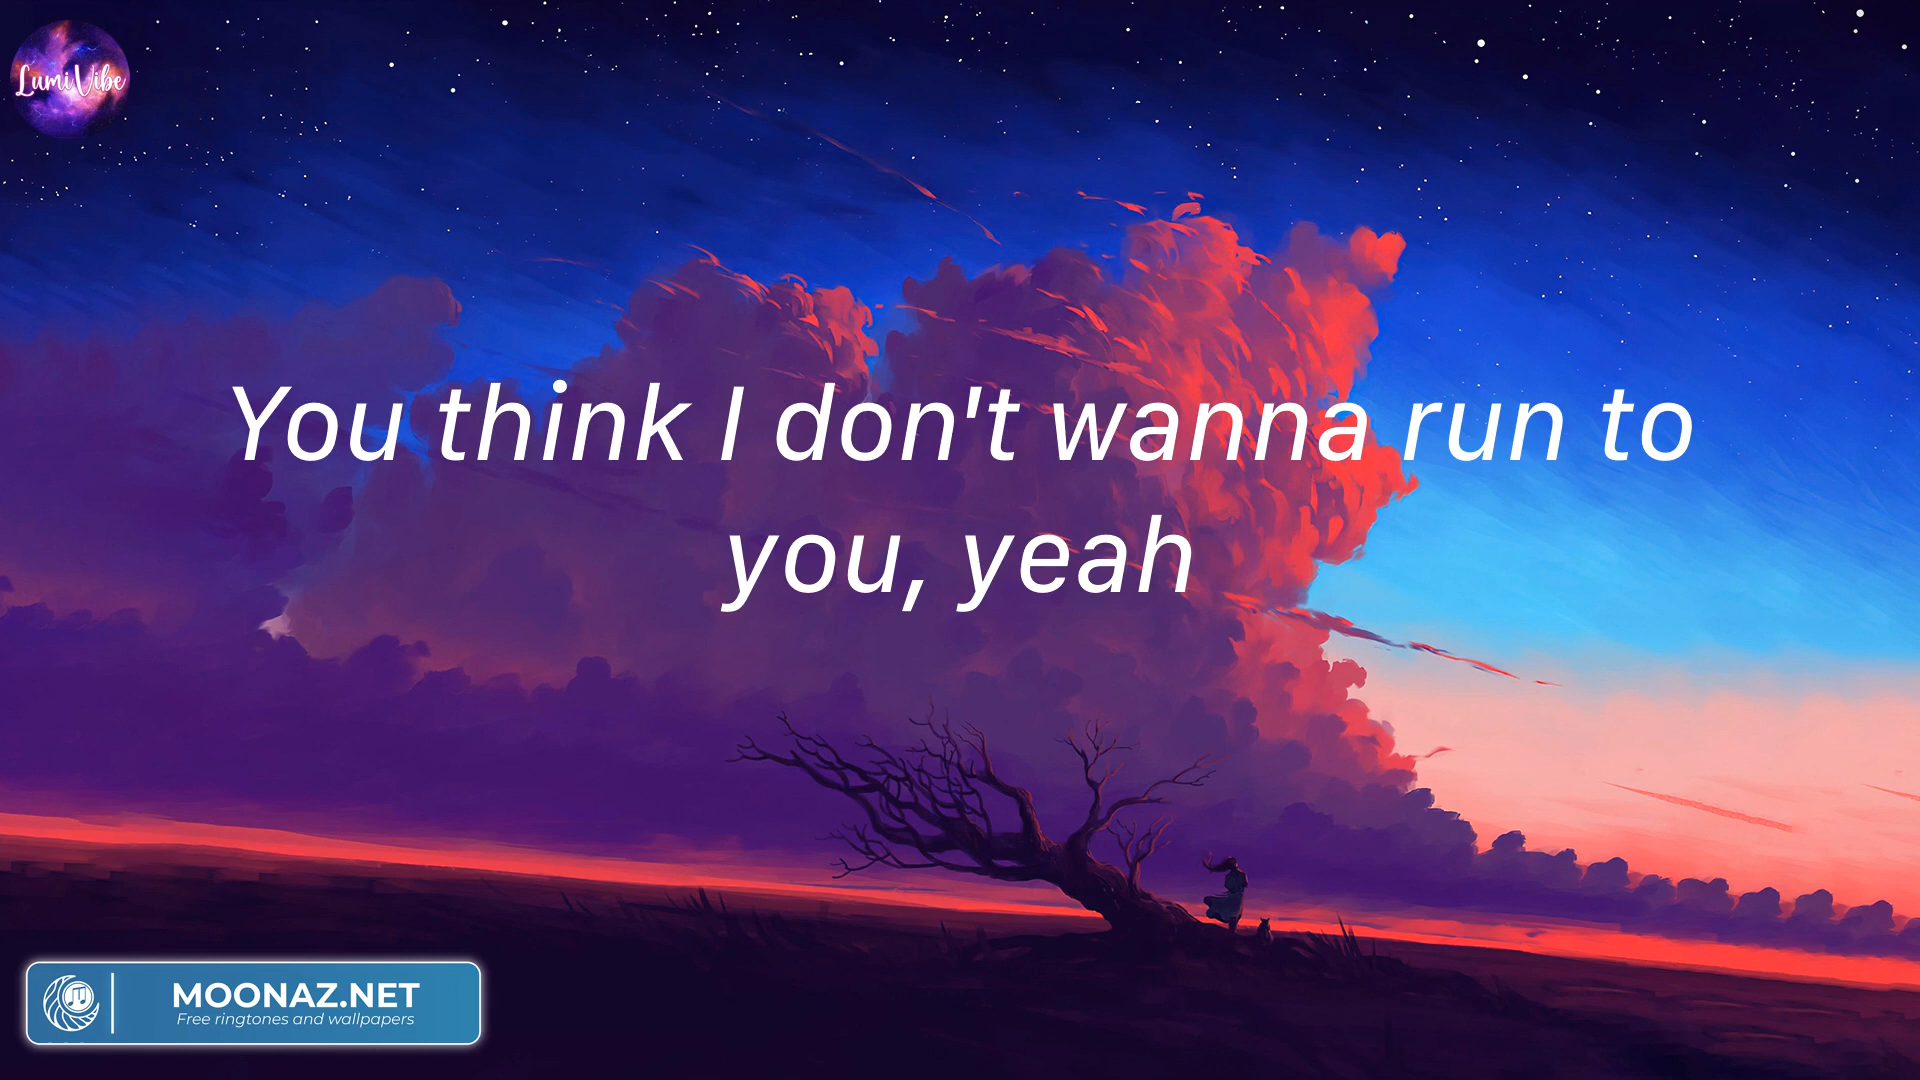 LumiVibe
You think I don't wanna run to
you, yeah
MOONAZ.NET
Free ringtones and wallpapers